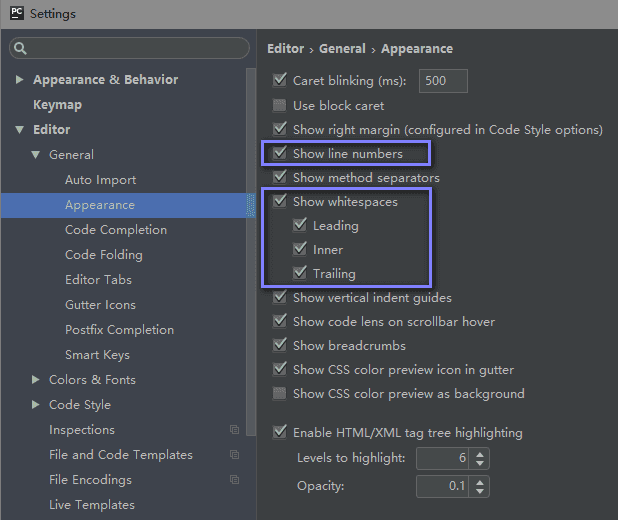 PC Settings
Appearance & Behavior
Keymap
Editor
General
Auto Import
Appearance
Code Completion
Code Folding
Editor Tabs
Gutter Icons
Postfix Completion
Smart Keys
Colors & Fonts
Code Style
Inspections
File and Code Templates
File Encodings
Live Templates
Editor › General › Appearance
Caret blinking (ms): 500
Use block caret
Show right margin (configured in Code Style options)
Show line numbers
Show method separators
Show whitespaces
Leading
Inner
Trailing
Show vertical indent guides
Show code lens on scrollbar hover
Show breadcrumbs
Show CSS color preview icon in gutter
Show CSS color preview as background
Enable HTML/XML tag tree highlighting
Levels to highlight: 6
Opacity: 0.1